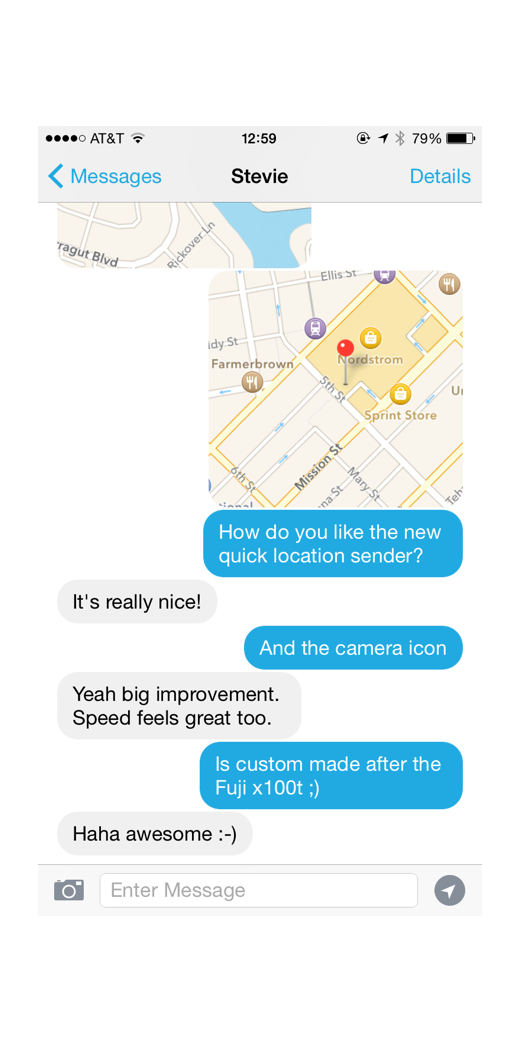 AT&T
12:59
79%
Messages
Stevie
Details
rragut Blvd
Rickover Ln
Ellis St
dy St
Farmerbrown
Nordstrom
5th St
Sprint Store
Mission St
6th St
Mary St
na St
Teh
ional
How do you like the new
quick location sender?
It's really nice!
And the camera icon
Yeah big improvement.
Speed feels great too.
Is custom made after the
Fuji x100t ;)
Haha awesome :-)
Enter Message